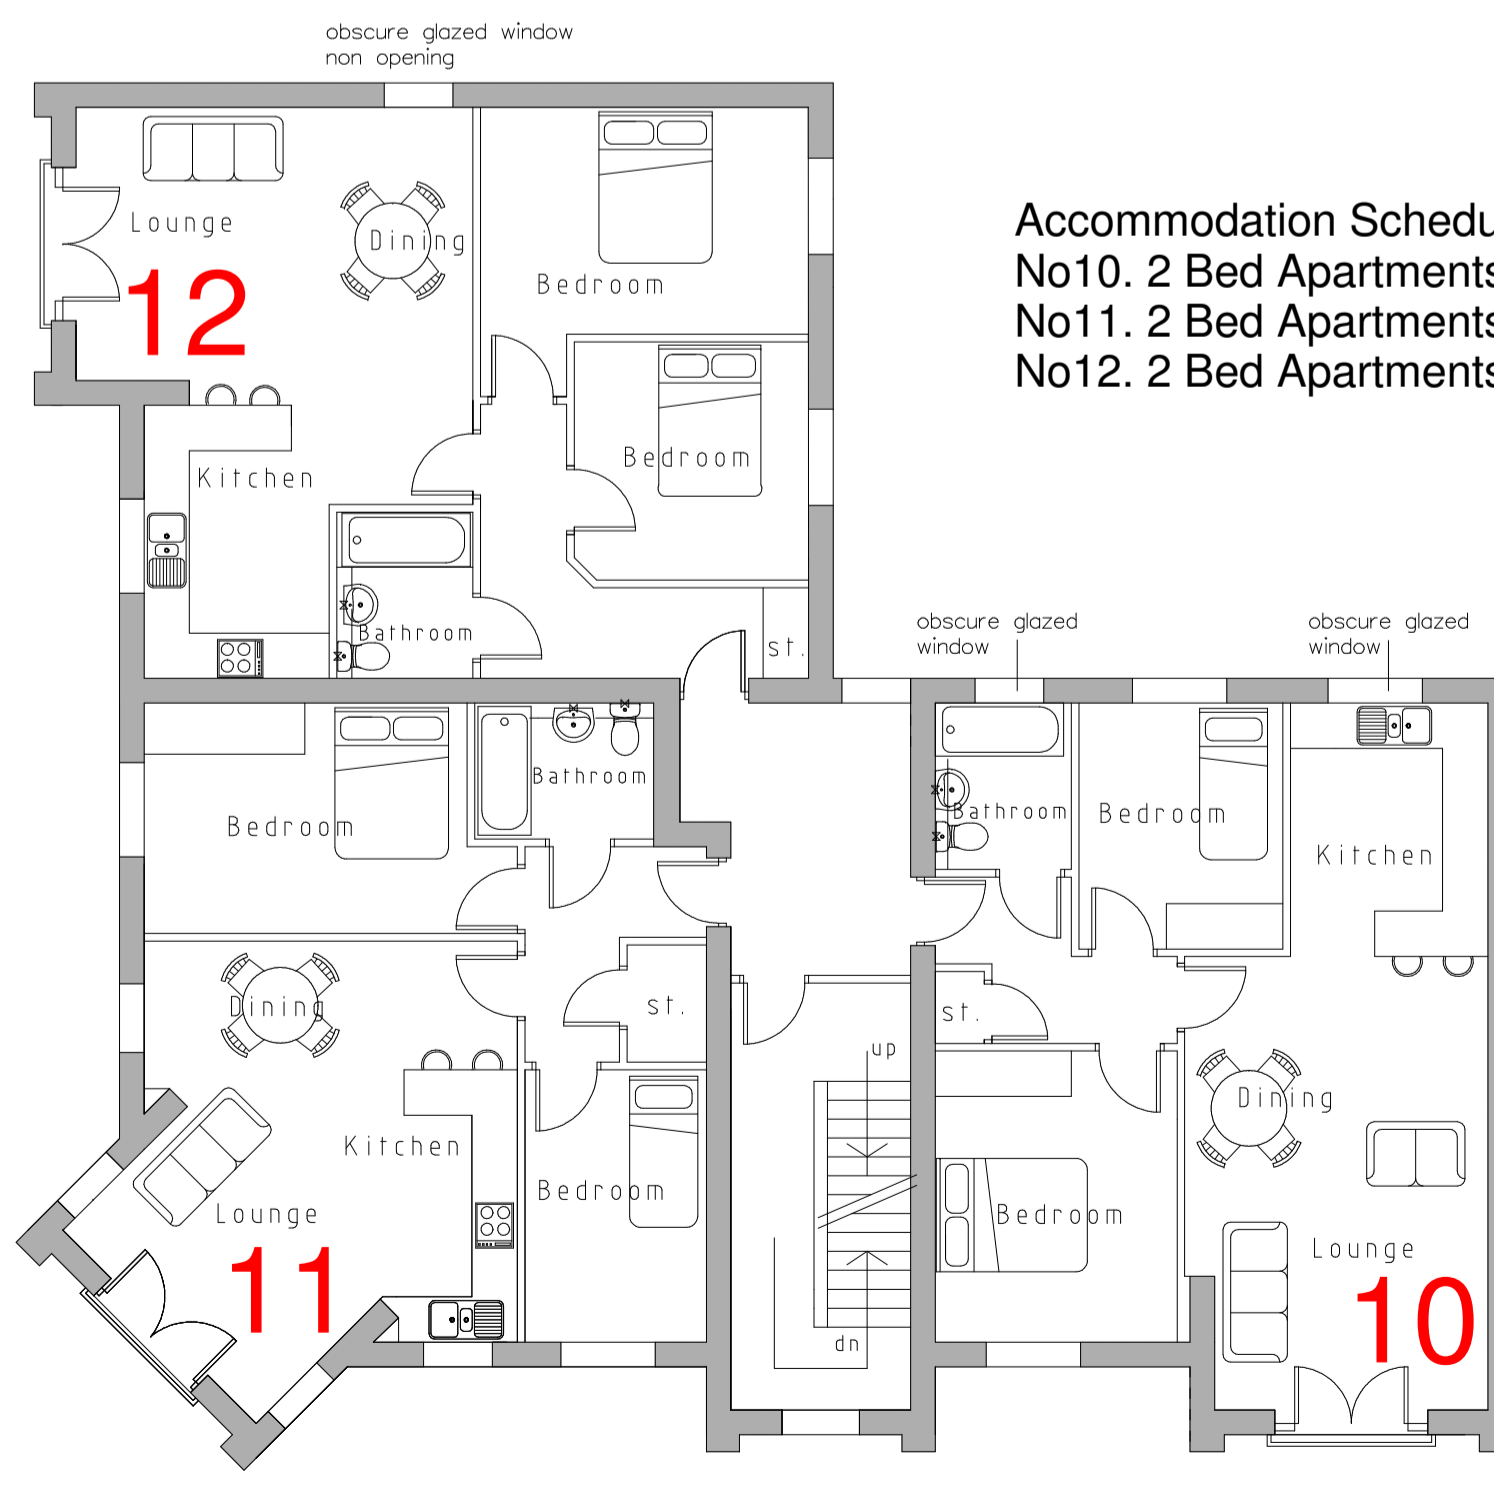 obscure glazed window
non opening
Lounge
Dining
12
Bedroom
Accommodation Schedu
No10. 2 Bed Apartments
No11. 2 Bed Apartments
No12. 2 Bed Apartments
Bedroom
Kitchen
Bathroom
st.
obscure glazed
window
obscure glazed
window
Bathroom
Bedroom
Bathroom
Bedroom
Kitchen
Dining
st.
st.
up
Dining
Kitchen
Bedroom
Lounge
Bedroom
Lounge
11
10
dn